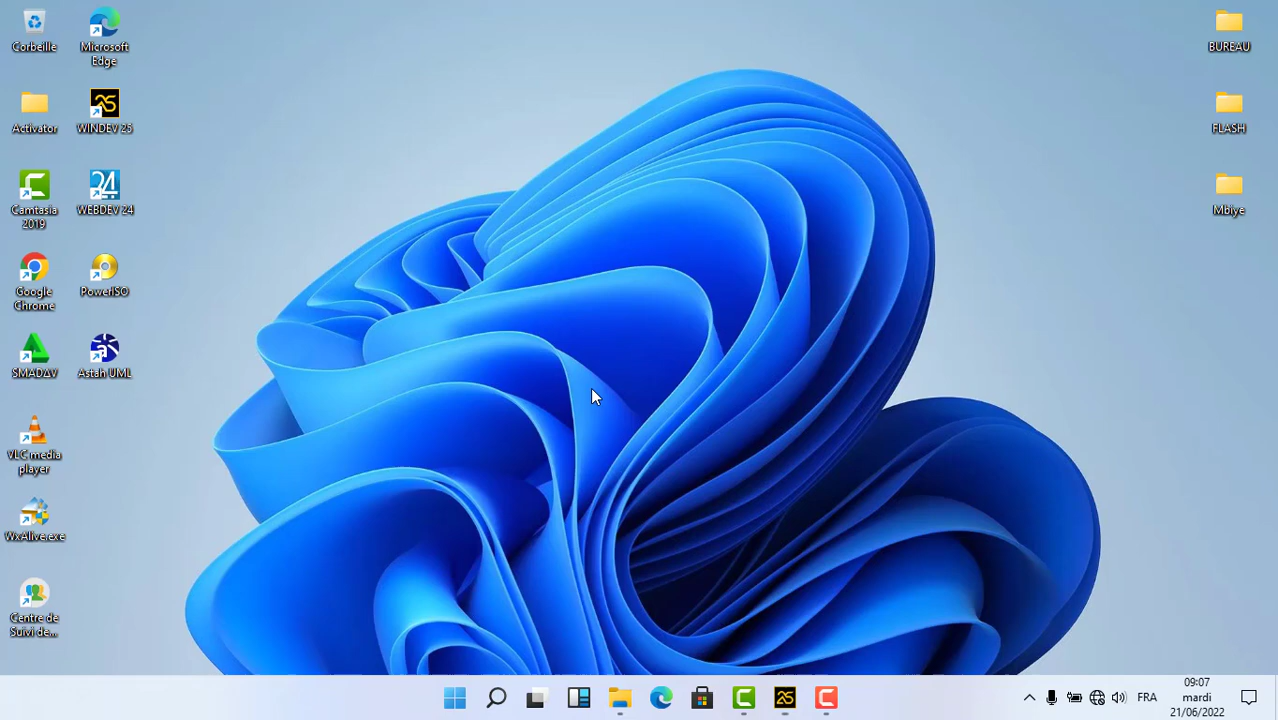 Corbeille
Microsoft
Edge
Activator
WINDEV 25
Camtasia
2019
WEBDEV 24
Google
Chrome
PowerISO
SMADΔV
Astah UML
VLC media
player
WxAlive.exe
Centre de
Suivi de...
BUREAU
FLASH
Mbiye
FRA
09:07
mardi
21/06/2022